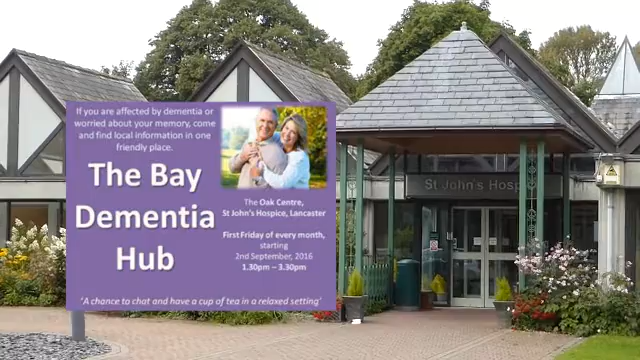 If you are affected by dementia or
worried about your memory, come
and find local information in one
friendly place.
The Bay
Dementia
Hub
The Oak Centre,
St John's Hospice, Lancaster
First Friday of every month,
starting
2nd September, 2016
1.30pm – 3.30pm
'A chance to chat and have a cup of tea in a relaxed setting'
St John's Hospice